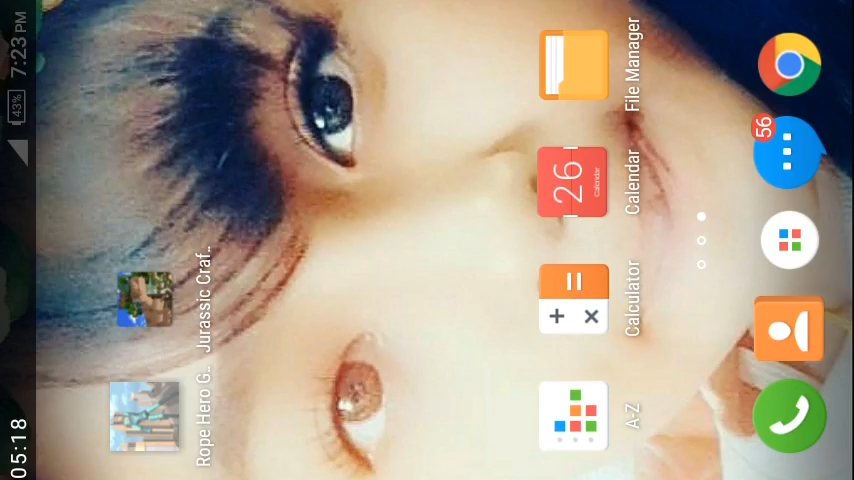 05:18
43%
7:23 PM
Rope Hero G..
Jurassic Craf..
A-Z
Calculator
26
Calendar
Calendar
File Manager
56